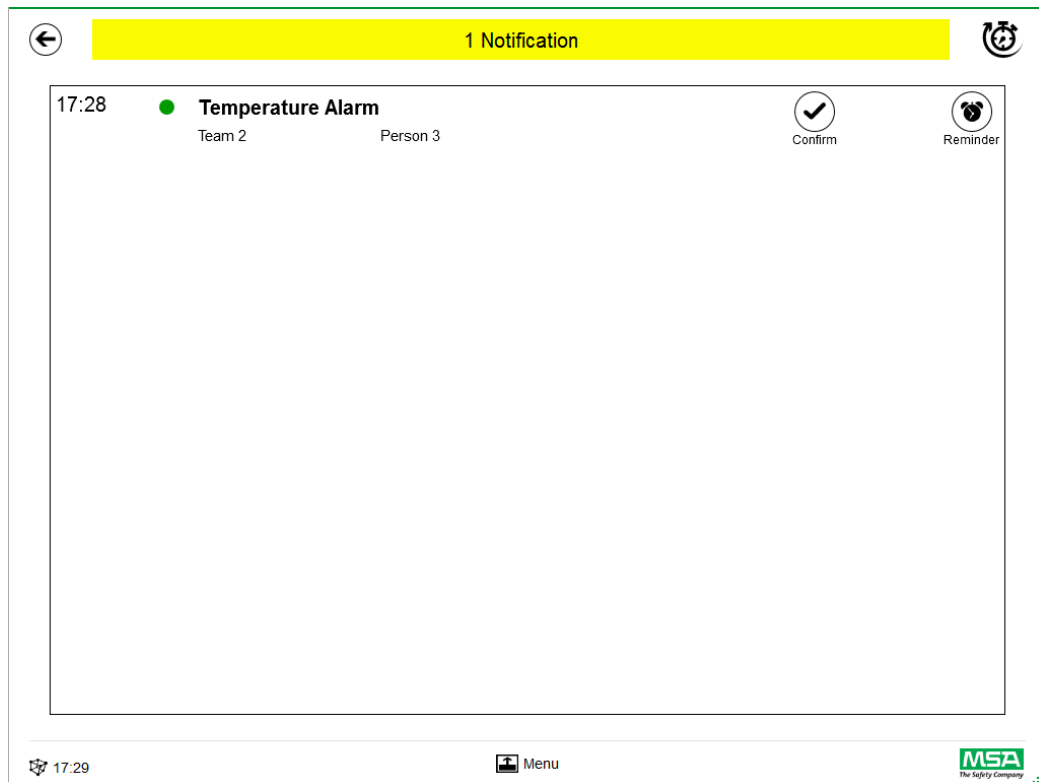 1 Notification
17:28 Temperature Alarm
Team 2 Person 3
Confirm Reminder
17:29 Menu
MSA
The Safety Company